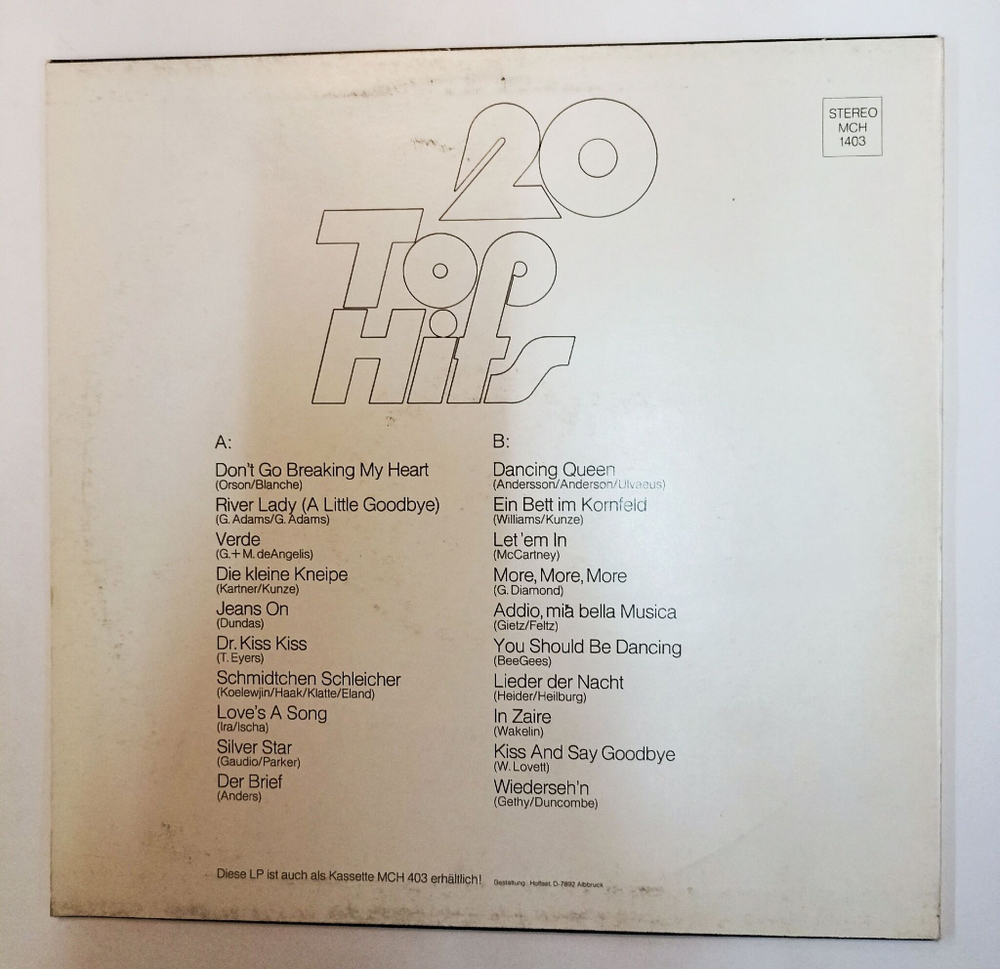 20
Top
Hits
STEREO
MCH
1403
A:
Don't Go Breaking My Heart
(Orson/Blanche)
River Lady (A Little Goodbye)
(G. Adams/G. Adams)
Verde
(G.+ M. deAngelis)
Die kleine Kneipe
(Kartner/Kunze)
Jeans On
(Dundas)
Dr. Kiss Kiss
(T. Eyers)
Schmidtchen Schleicher
(Koelewjin/Haak/Klatte/Eland)
Love's A Song
(Ira/Ischa)
Silver Star
(Gaudio/Parker)
Der Brief
(Anders)
B:
Dancing Queen
(Andersson/Anderson/Ulvaeus)
Ein Bett im Kornfeld
(Williams/Kunze)
Let 'em In
(McCartney)
More, More, More
(G. Diamond)
Addio, mia bella Musica
(Gietz/Feltz)
You Should Be Dancing
(BeeGees)
Lieder der Nacht
(Heider/Heilburg)
In Zaire
(Wakelin)
Kiss And Say Goodbye
(W. Lovett)
Wiederseh'n
(Gethy/Duncombe)
Diese LP ist auch als Kassette MCH 403 erhältlich!
Gestaltung: D-7892 Albbruck